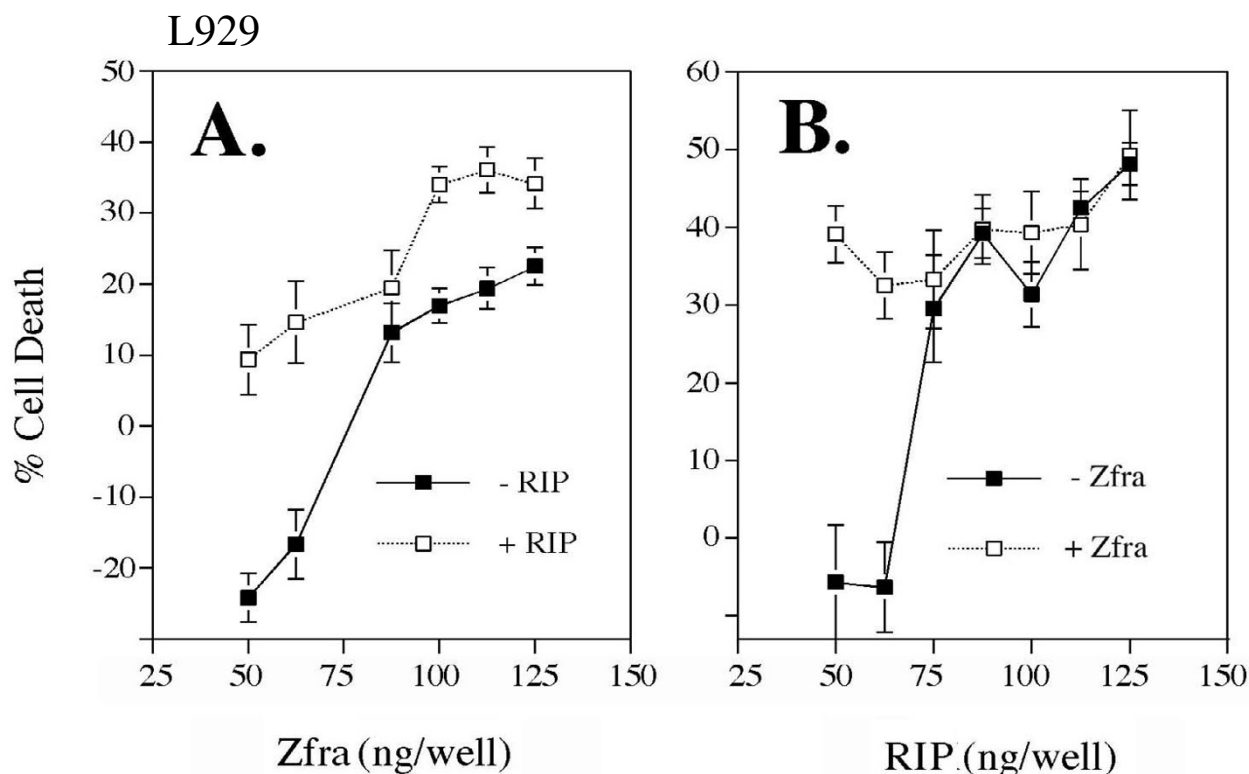 L929
% Cell Death
A.
50
40
30
20
10
0
-10
-20
- RIP
+ RIP
25 50 75 100 125 150
Zfra (ng/well)
B.
60
50
40
30
20
10
0
- Zfra
+ Zfra
25 50 75 100 125 150
RIP.(ng/well)